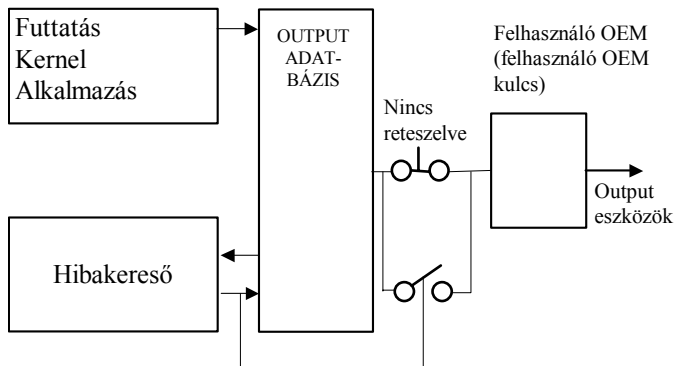 Futtatás
Kernel
Alkalmazás
OUTPUT
ADAT-
BÁZIS
Felhasználó OEM
(felhasználó OEM
kulcs)
Nincs
reteszelve
Output
eszközök
Hibakereső